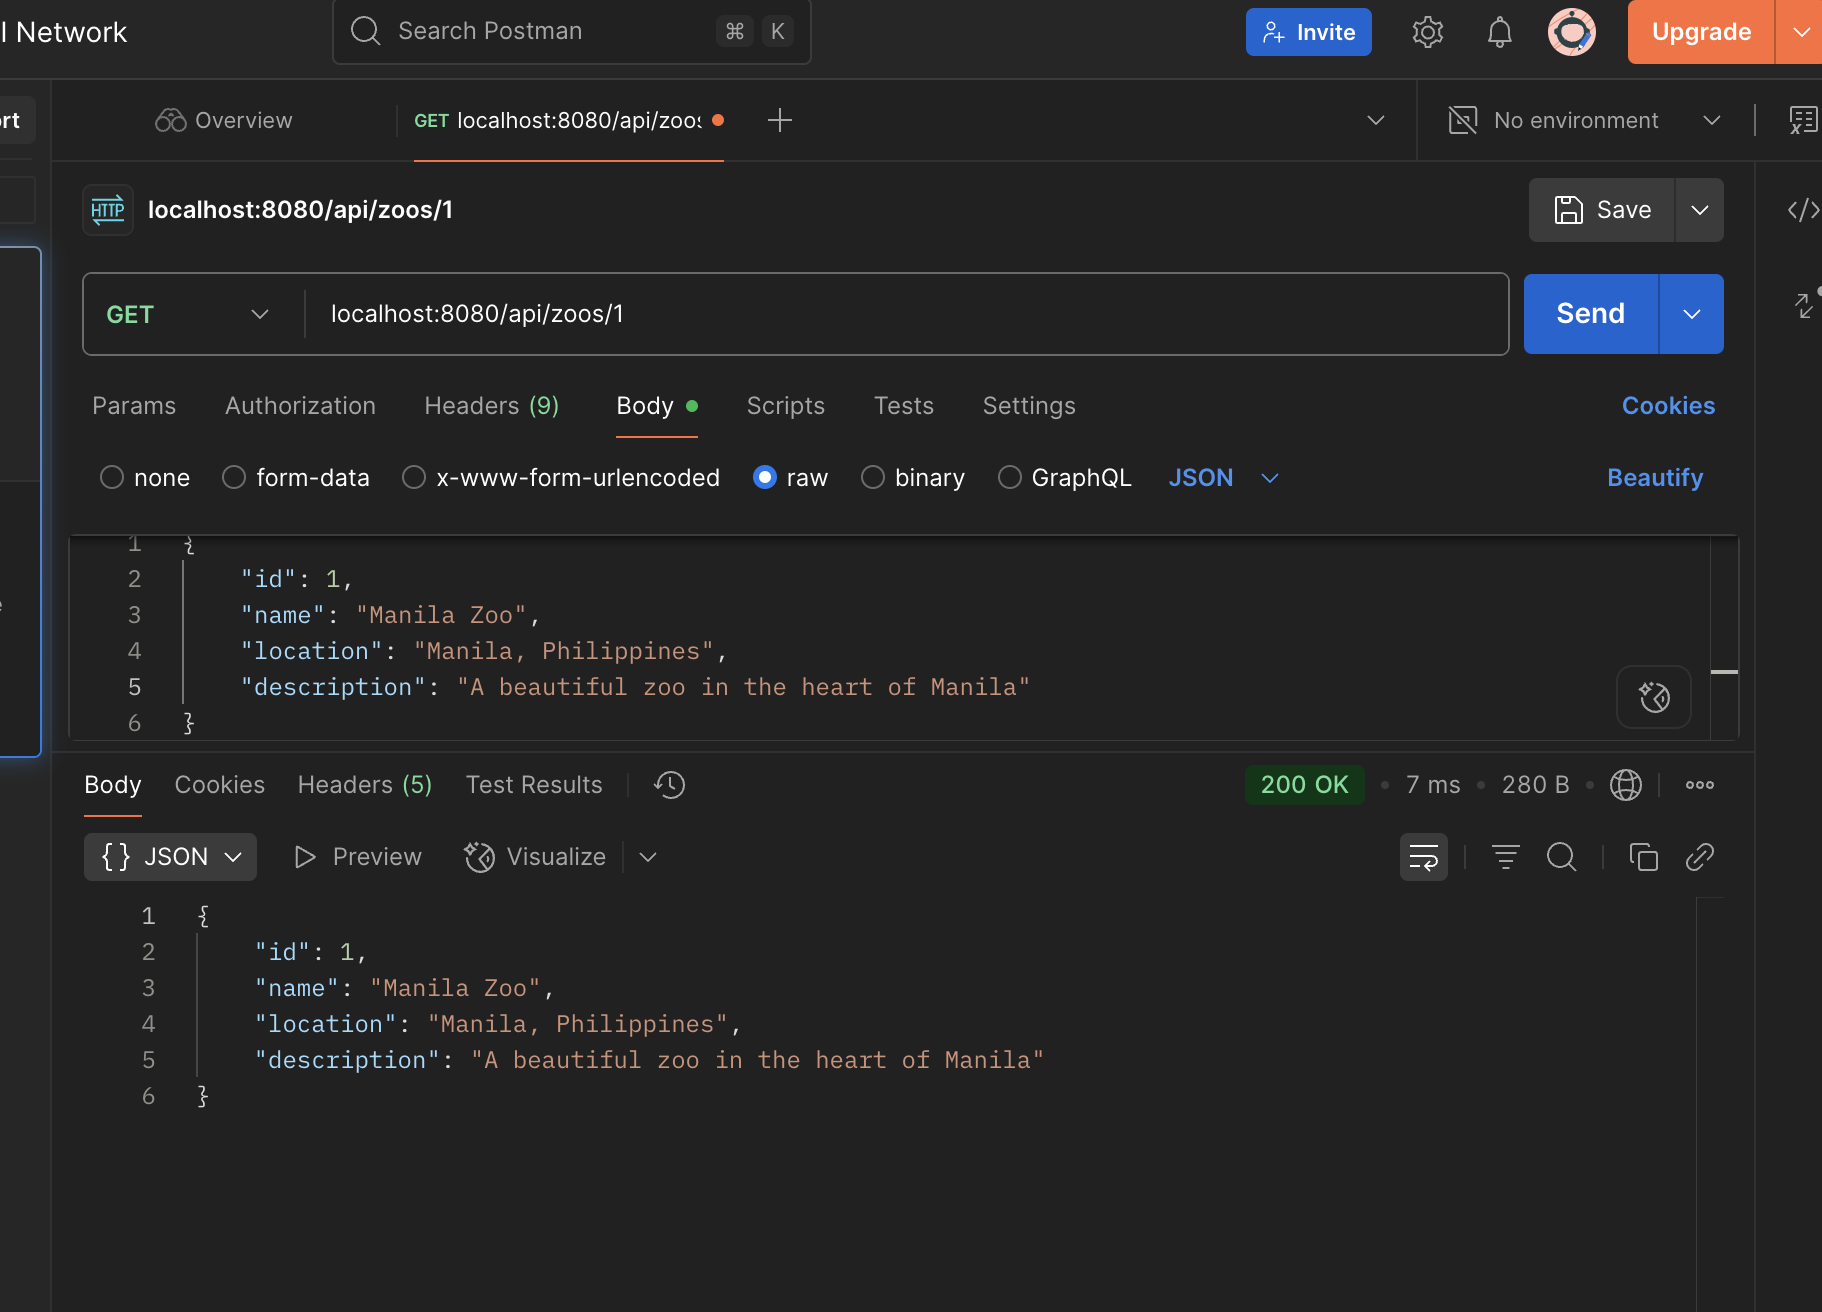 l Network
Search Postman
⌘ K
Invite
Upgrade
rt
Overview
GET localhost:8080/api/zoos
No environment
HTTP
localhost:8080/api/zoos/1
Save
GET
localhost:8080/api/zoos/1
Send
Params
Authorization
Headers (9)
Body
Scripts
Tests
Settings
Cookies
none
form-data
x-www-form-urlencoded
raw
binary
GraphQL
JSON
Beautify
1 {
2 "id": 1,
3 "name": "Manila Zoo",
4 "location": "Manila, Philippines",
5 "description": "A beautiful zoo in the heart of Manila"
6 }
Body
Cookies
Headers (5)
Test Results
200 OK
7 ms
280 B
{} JSON
Preview
Visualize
1 {
2 "id": 1,
3 "name": "Manila Zoo",
4 "location": "Manila, Philippines",
5 "description": "A beautiful zoo in the heart of Manila"
6 }